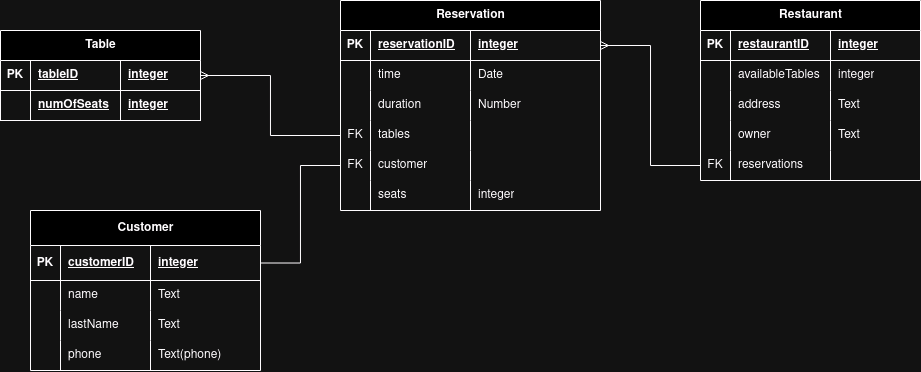 Table
PK tableID integer
numOfSeats integer
Reservation
PK reservationID integer
time Date
duration Number
FK tables
FK customer
seats integer
Restaurant
PK restaurantID integer
availableTables integer
address Text
owner Text
FK reservations
Customer
PK customerID integer
name Text
lastName Text
phone Text(phone)